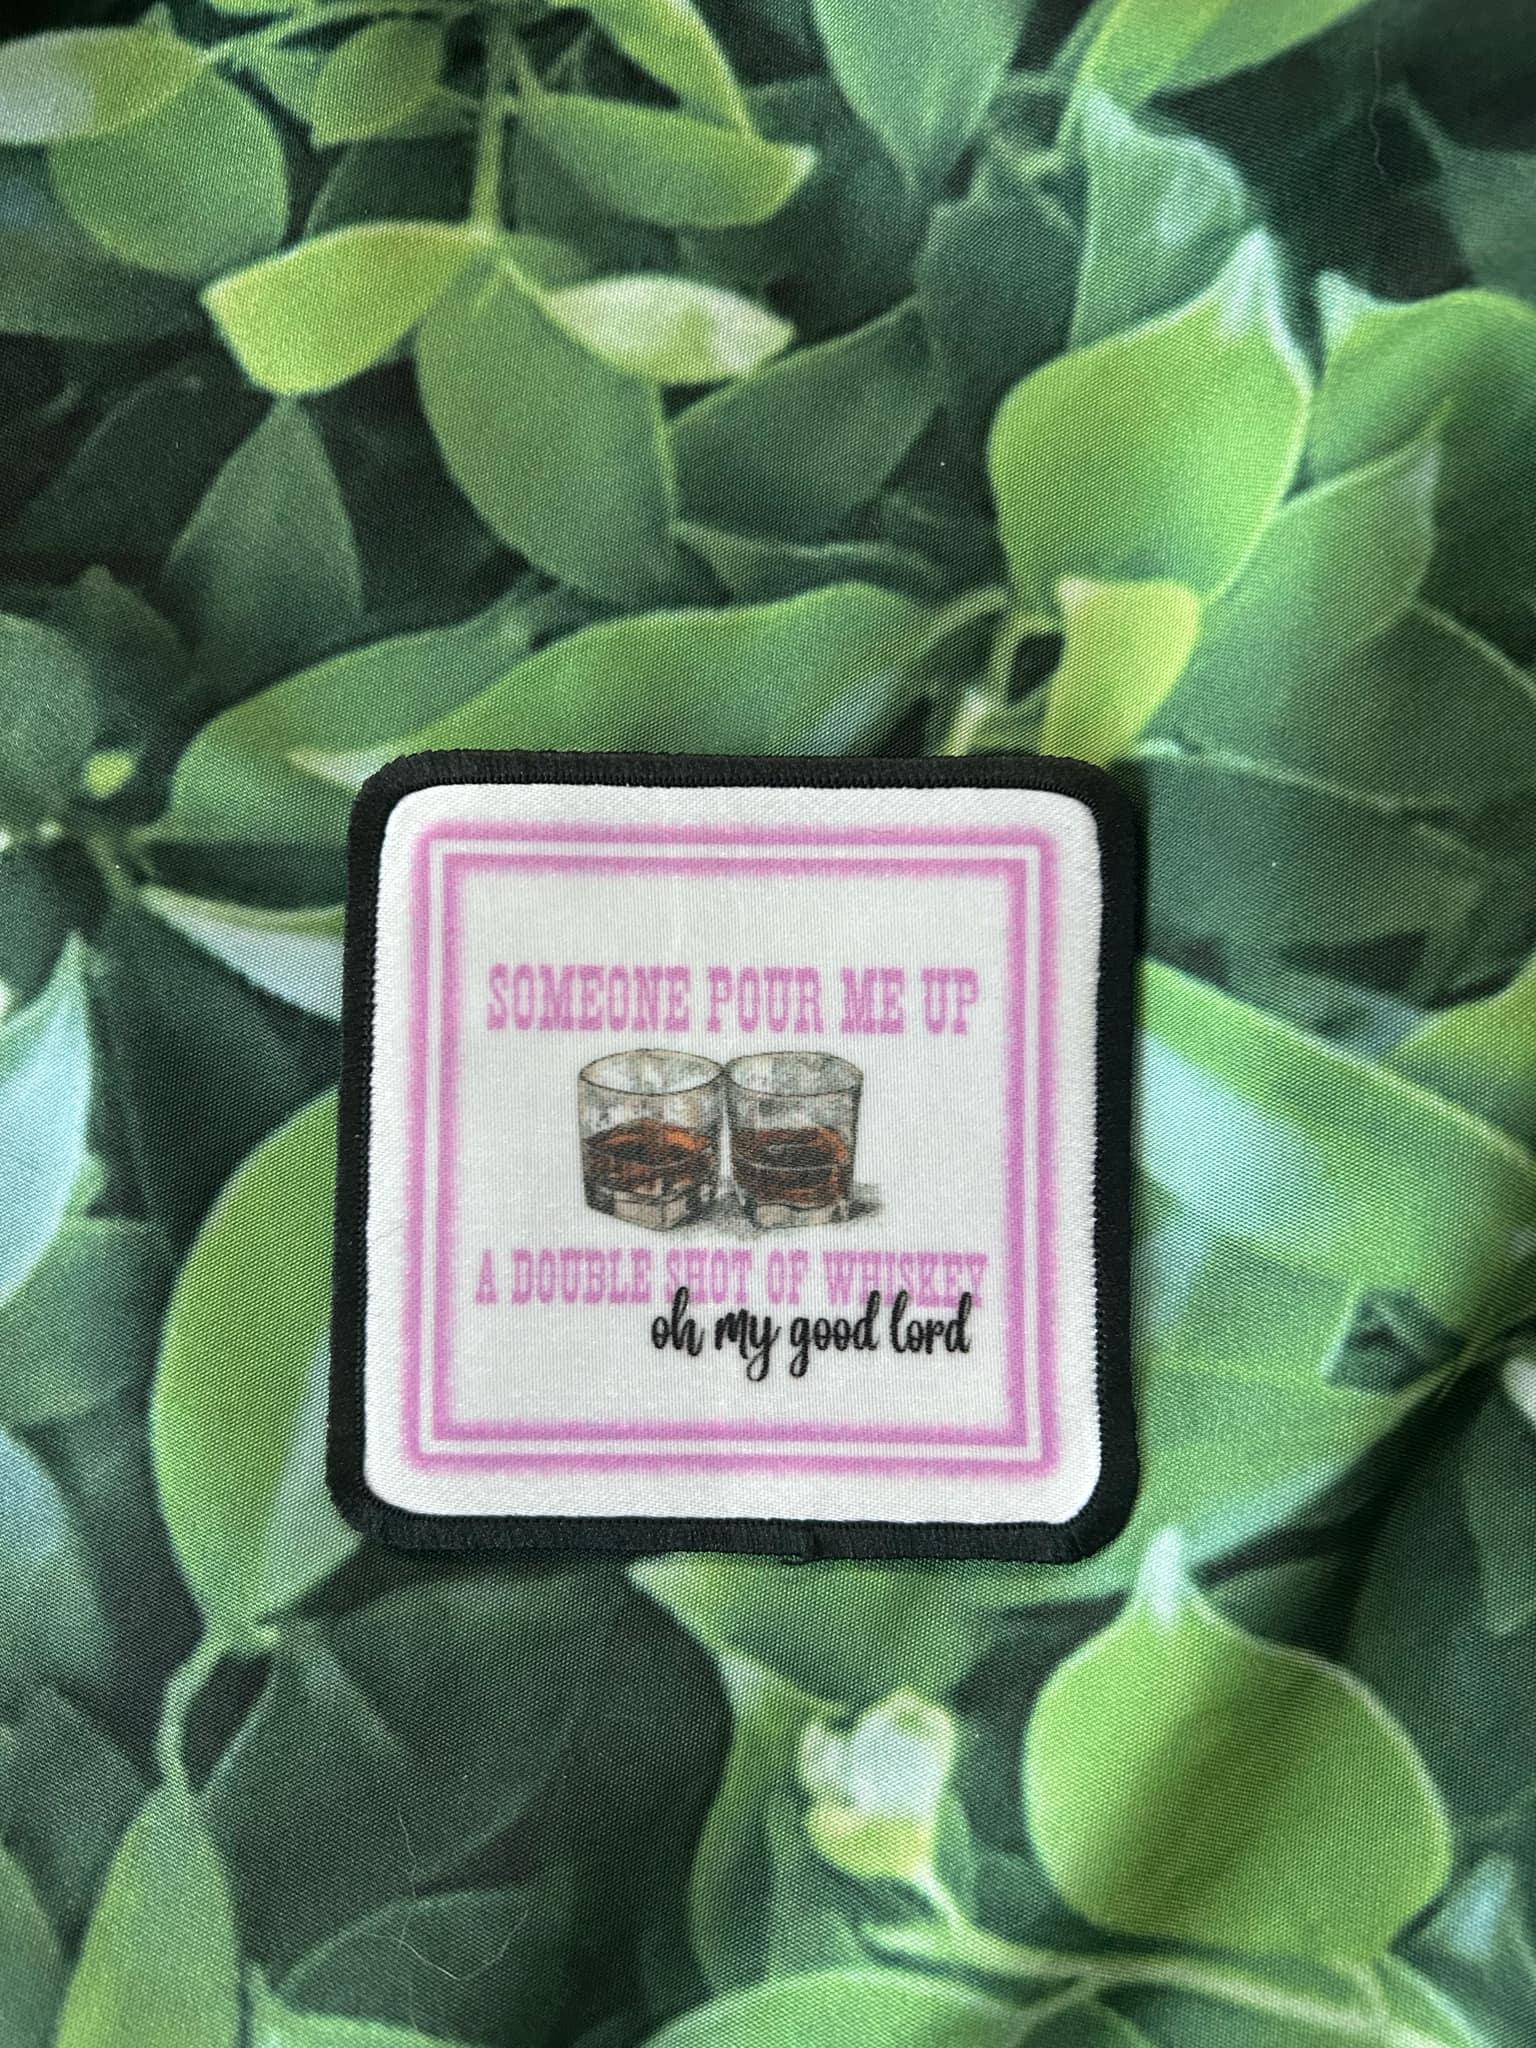 SOMEONE POUR ME UP
A DOUBLE SHOT OF WHISKEY
oh my good lord